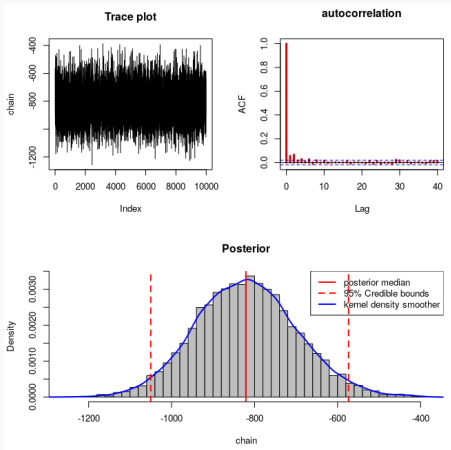 Trace plot
chain
-400
-600
800
-1200
0 2000 4000 6000 8000 10000
Index
autocorrelation
ACF
1.0
0.8
0.6
0.4
0.2
0.0
0 10 20 30 40
Lag
Posterior
Density
0.0030
0.0020
0.0010
0.0000
posterior median
95% Credible bounds
kernel density smoother
-1200 -1000 -800 -600 -400
chain